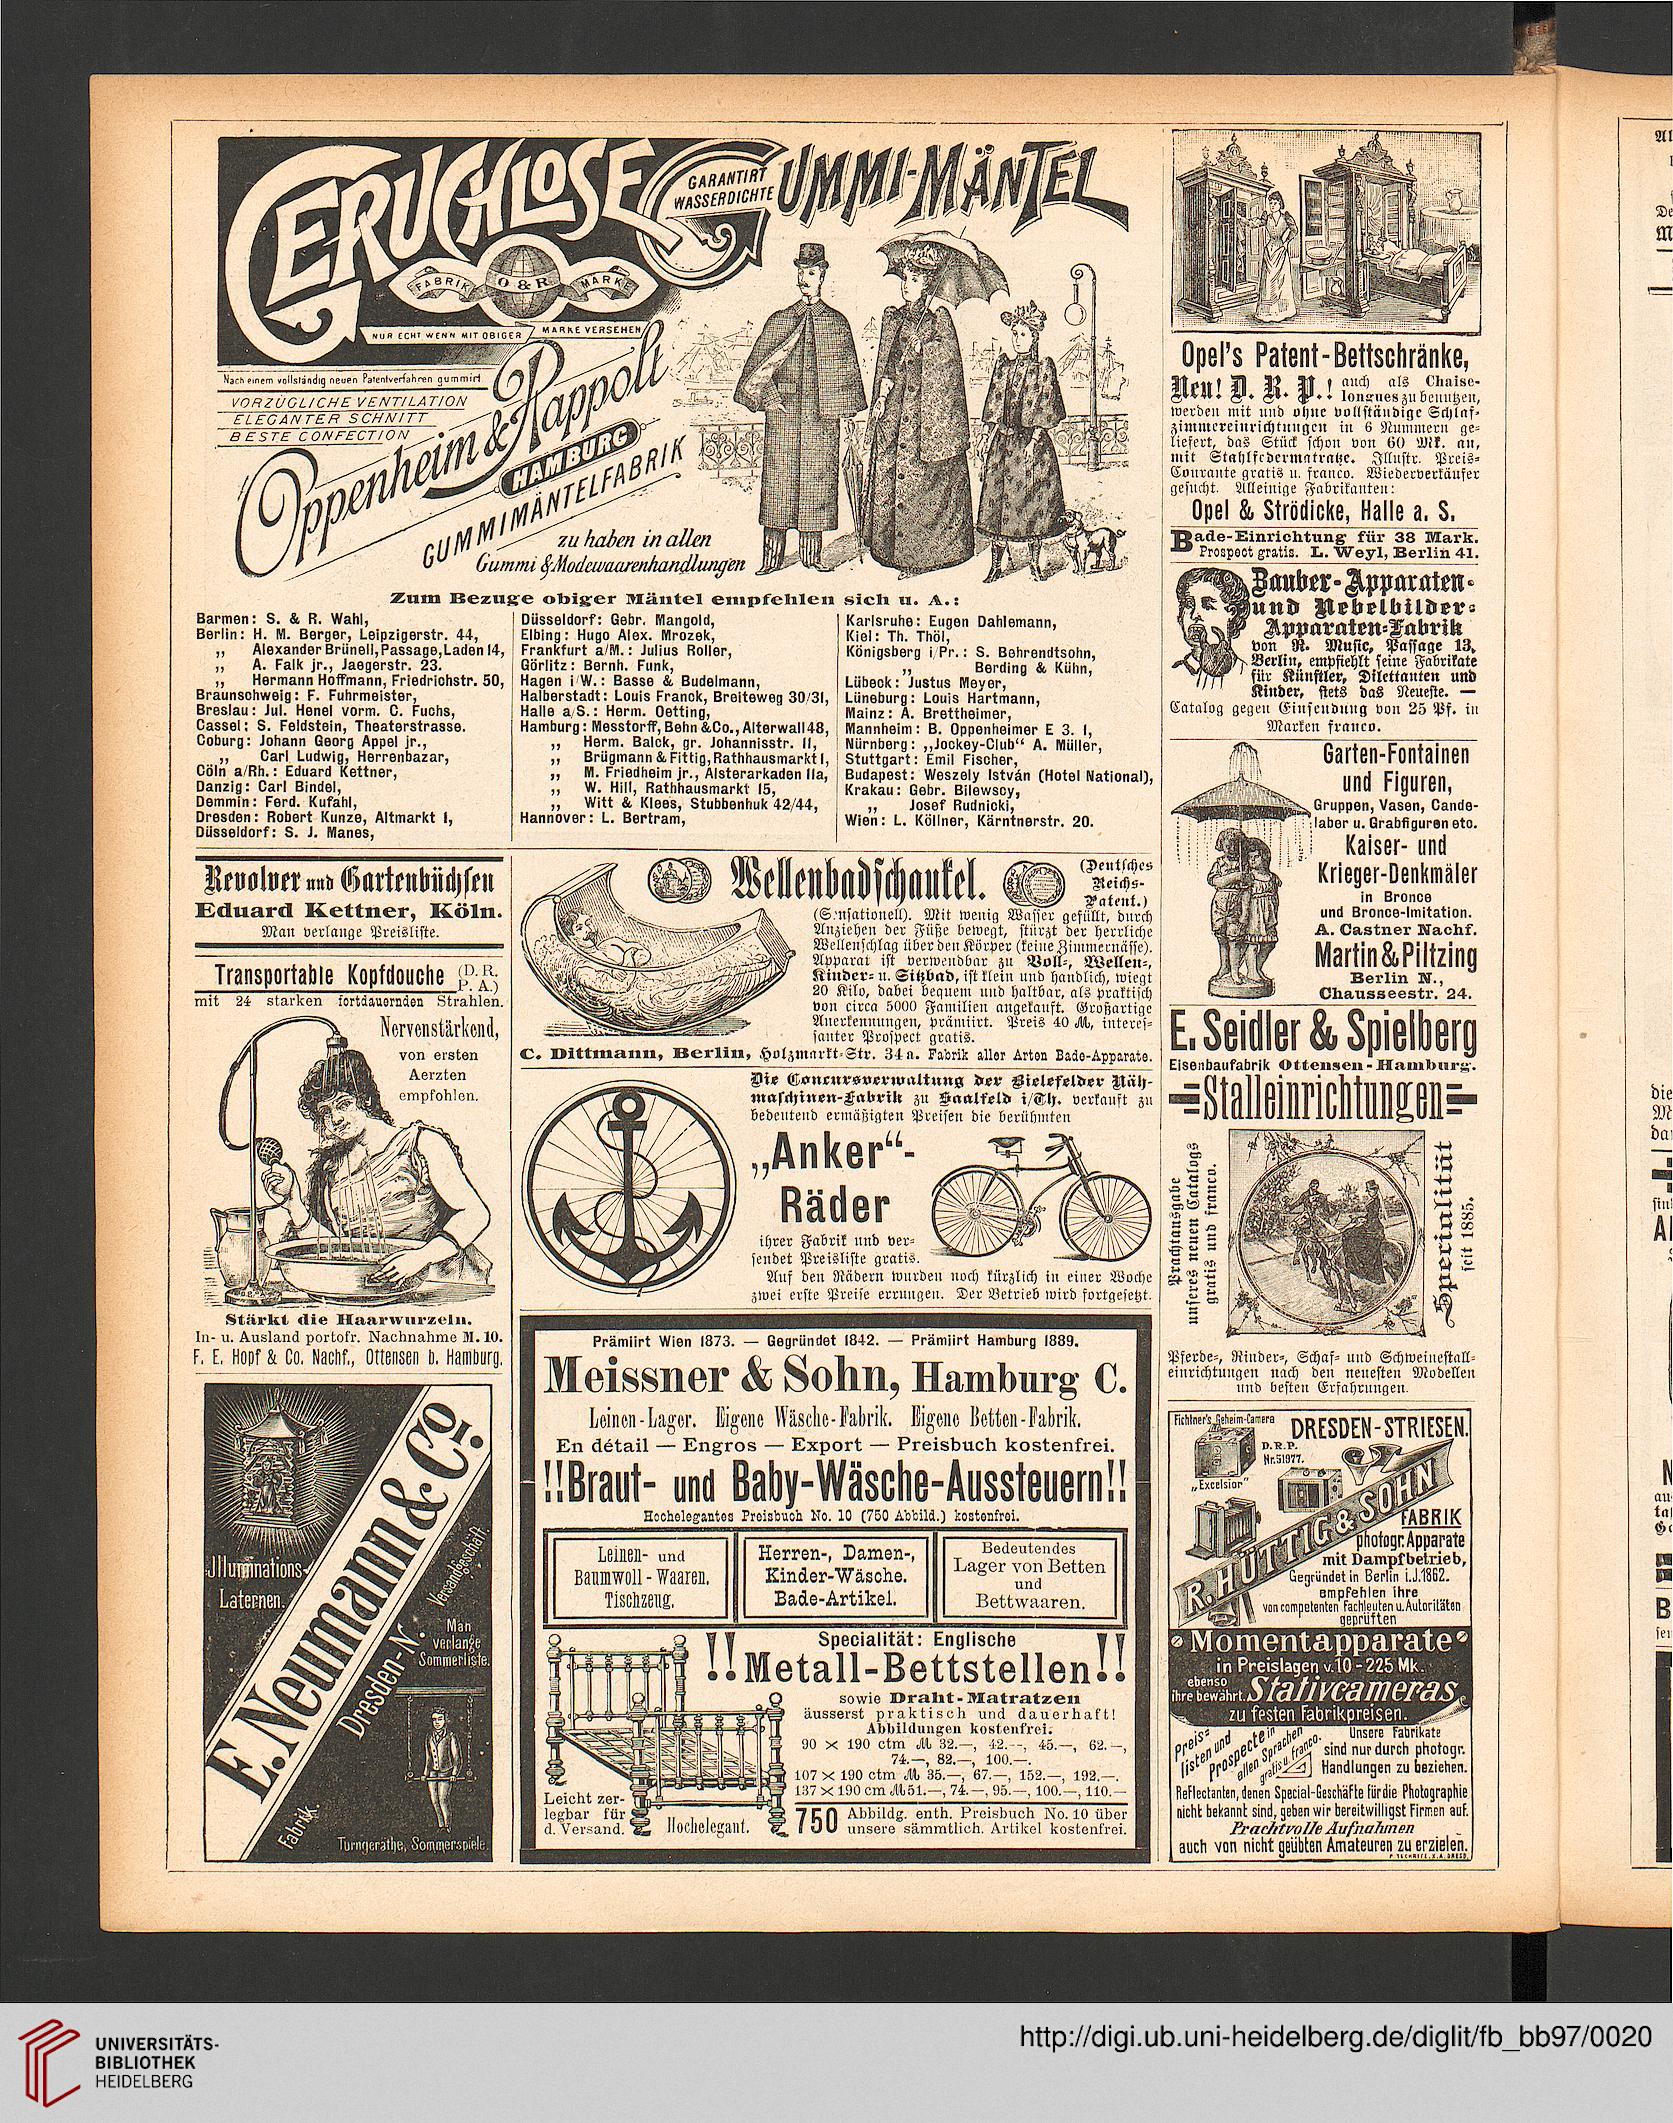 GERUCHLOSE
GARANTIRT
WASSERDICHTE
GUMMI-MÄNTEL
FABRIK O & R MARKE
NUR ECHT WENN MIT OBIGER MARKE VERSEHEN
Nach einem vollständig neuen Patentverfahren gummirt
VORZÜGLICHE VENTILATION
ELEGANTER SCHNITT
BESTE CONFECTION
Oppenheim & Rappolt
HAMBURG
GUMMIMÄNTELFABRIK
zu haben in allen
Gummi & Modewaarenhandlungen
Zum Bezuge obiger Mäntel empfehlen sich u. A.:
Barmen: S. & R. Wahl,
Berlin: H. M. Berger, Leipzigerstr. 44,
„ Alexander Brünell, Passage, Laden 14,
„ A. Falk jr., Jaegerstr. 23.
„ Hermann Hoffmann, Friedrichstr. 50,
Braunschweig: F. Fuhrmeister,
Breslau: Jul. Henel vorm. C. Fuchs,
Cassel: S. Feldstein, Theaterstrasse.
Coburg: Johann Georg Appel jr.,
„ Carl Ludwig, Herrenbazar,
Cöln a/Rh.: Eduard Kettner,
Danzig: Carl Bindel,
Demmin: Ferd. Kufahl,
Dresden: Robert Kunze, Altmarkt 1,
Düsseldorf: S. J. Manes,
Düsseldorf: Gebr. Mangold,
Elbing: Hugo Alex. Mrozek,
Frankfurt a/M.: Julius Roller,
Görlitz: Bernh. Funk,
Hagen i/W.: Basse & Budelmann,
Halberstadt: Louis Franck, Breiteweg 30/31,
Halle a/S.: Herm. Oetting,
Hamburg: Messtorff, Behn & Co., Alterwall 48,
„ Herm. Balck, gr. Johannisstr. 11,
„ Brügmann & Fittig, Rathhausmarkt 1,
„ M. Friedheim jr., Alsterarkaden 11a,
„ W. Hill, Rathhausmarkt 15,
„ Witt & Klees, Stubbenhuk 42/44,
Hannover: L. Bertram,
Karlsruhe: Eugen Dahlemann,
Kiel: Th. Thöl,
Königsberg i/Pr.: S. Behrendtsohn,
„ Berding & Kühn,
Lübeck: Justus Meyer,
Lüneburg: Louis Hartmann,
Mainz: A. Brettheimer,
Mannheim: B. Oppenheimer E 3. 1,
Nürnberg: „Jockey-Club“ A. Müller,
Stuttgart: Emil Fischer,
Budapest: Weszely István (Hotel National),
Krakau: Gebr. Bilewscy,
„ Josef Rudnicki,
Wien: L. Köllner, Kärntnerstr. 20.
Revolver und Gartenbüchsen
Eduard Kettner, Köln.
Man verlange Preisliste.
Transportable Kopfdouche (D. R. P. A.)
mit 24 starken fortdauernden Strahlen.
Nervenstärkend,
von ersten
Aerzten
empfohlen.
Stärkt die Haarwurzeln.
In- u. Ausland portofr. Nachnahme M. 10.
F. E. Hopf & Co. Nachf., Ottensen b. Hamburg.
Illuminations-
Laternen.
E. Neumann & Co.
Versandgeschäft.
Dresden-N.
Man
verlange
Sommerliste.
Fabrik.
Turngeräthe, Sommerspiele.
Wellenbadschaukel.
(Deutsches
Reichs-
Patent.)
(Sensationell). Mit wenig Wasser gefüllt, durch
Anziehen der Füße bewegt, stürzt der herrliche
Wellenschlag über den Körper (keine Zimmernässe).
Apparat ist verwendbar zu Voll-, Wellen-,
Kinder- u. Sitzbad, ist klein und handlich, wiegt
20 Kilo, dabei bequem und haltbar, als praktisch
von circa 5000 Familien angekauft. Großartige
Anerkennungen, prämiirt. Preis 40 M, interes-
santer Prospect gratis.
C. Dittmann, Berlin, Holzmarkt-Str. 34a. Fabrik aller Arten Bade-Apparate.
Die Concursverwaltung der Bielefelder Näh-
maschinen-Fabrik zu Saalfeld i/Th. verkauft zu
bedeutend ermäßigten Preisen die berühmten
„Anker“-
Räder
ihrer Fabrik und ver-
sendet Preisliste gratis.
Auf den Rädern wurden noch kürzlich in einer Woche
zwei erste Preise errungen. Der Betrieb wird fortgesetzt.
Prämiirt Wien 1873. — Gegründet 1842. — Prämiirt Hamburg 1889.
Meissner & Sohn, Hamburg C.
Leinen-Lager. Eigene Wäsche-Fabrik. Eigene Betten-Fabrik.
En détail — Engros — Export — Preisbuch kostenfrei.
!!Braut- und Baby-Wäsche-Aussteuern!!
Hochelegantes Preisbuch No. 10 (750 Abbild.) kostenfrei.
Leinen- und
Baumwoll-Waaren.
Tischzeug.
Herren-, Damen-,
Kinder-Wäsche.
Bade-Artikel.
Bedeutendes
Lager von Betten
und
Bettwaaren.
Specialität: Englische
!!Metall-Bettstellen!!
sowie Draht-Matratzen
äusserst praktisch und dauerhaft!
Abbildungen kostenfrei.
90 × 190 ctm M 32.—, 42.—, 45.—, 62.—,
74.—, 82.—, 100.—.
107 × 190 ctm M 35.—, 67.—, 152.—, 192.—.
137 × 190 cm M 51.—, 74.—, 95.—, 100.—, 110.—
Leicht zer-
legbar für
d. Versand.
Hochelegant.
750 Abbildg. enth. Preisbuch No. 10 über
unsere sämmtlich. Artikel kostenfrei.
Opel's Patent-Bettschränke,
Neu! D. R. P.! auch als Chaise-
longues zu benutzen,
werden mit und ohne vollständige Schlaf-
zimmereinrichtungen in 6 Nummern ge-
liefert, das Stück schon von 60 Mk. an,
mit Stahlfedermatratze. Illustr. Preis-
Courante gratis u. franco. Wiederverkäufer
gesucht. Alleinige Fabrikanten:
Opel & Strödicke, Halle a. S.
Bade-Einrichtung für 38 Mark.
Prospect gratis. L. Weyl, Berlin 41.
Zauber-Apparaten-
und Nebelbilder-
Apparaten-Fabrik
von R. Music, Passage 13,
Berlin, empfiehlt seine Fabrikate
für Künstler, Dilettanten und
Kinder, stets das Neueste. —
Catalog gegen Einsendung von 25 Pf. in
Marken franco.
Garten-Fontainen
und Figuren,
Gruppen, Vasen, Cande-
laber u. Grabfiguren etc.
Kaiser- und
Krieger-Denkmäler
in Bronce
und Bronce-Imitation.
A. Castner Nachf.
Martin & Piltzing
Berlin N.,
Chausseestr. 24.
E. Seidler & Spielberg
Eisenbaufabrik Ottensen-Hamburg.
Stalleinrichtungen
Prachtausgabe
unseres neuen Catalogs
gratis und franco.
Specialität
seit 1885.
Pferde-, Rinder-, Schaf- und Schweinestall-
einrichtungen nach den neuesten Modellen
und besten Erfahrungen.
Fichtner's Geheim-Camera
D.R.P.
Nr. 51977.
„Excelsior“
DRESDEN-STRIESEN.
R. HÜTTIG & SOHN
FABRIK
photogr. Apparate
mit Dampfbetrieb,
Gegründet in Berlin i. J. 1862.
empfehlen ihre
von competenten Fachleuten u. Autoritäten
geprüften
Momentapparate
in Preislagen v. 10-225 Mk.
ebenso
ihre bewährt. Stativcameras
zu festen Fabrikpreisen.
Preis-
listen und Prospecte in
allen Sprachen
gratis u. franco.
Unsere Fabrikate
sind nur durch photogr.
Handlungen zu beziehen.
Reflectanten, denen Special-Geschäfte für die Photographie
nicht bekannt sind, geben wir bereitwilligst Firmen auf.
Prachtvolle Aufnahmen
auch von nicht geübten Amateuren zu erzielen.
UNIVERSITÄTS-
BIBLIOTHEK
HEIDELBERG
http://digi.ub.uni-heidelberg.de/diglit/fb_bb97/0020